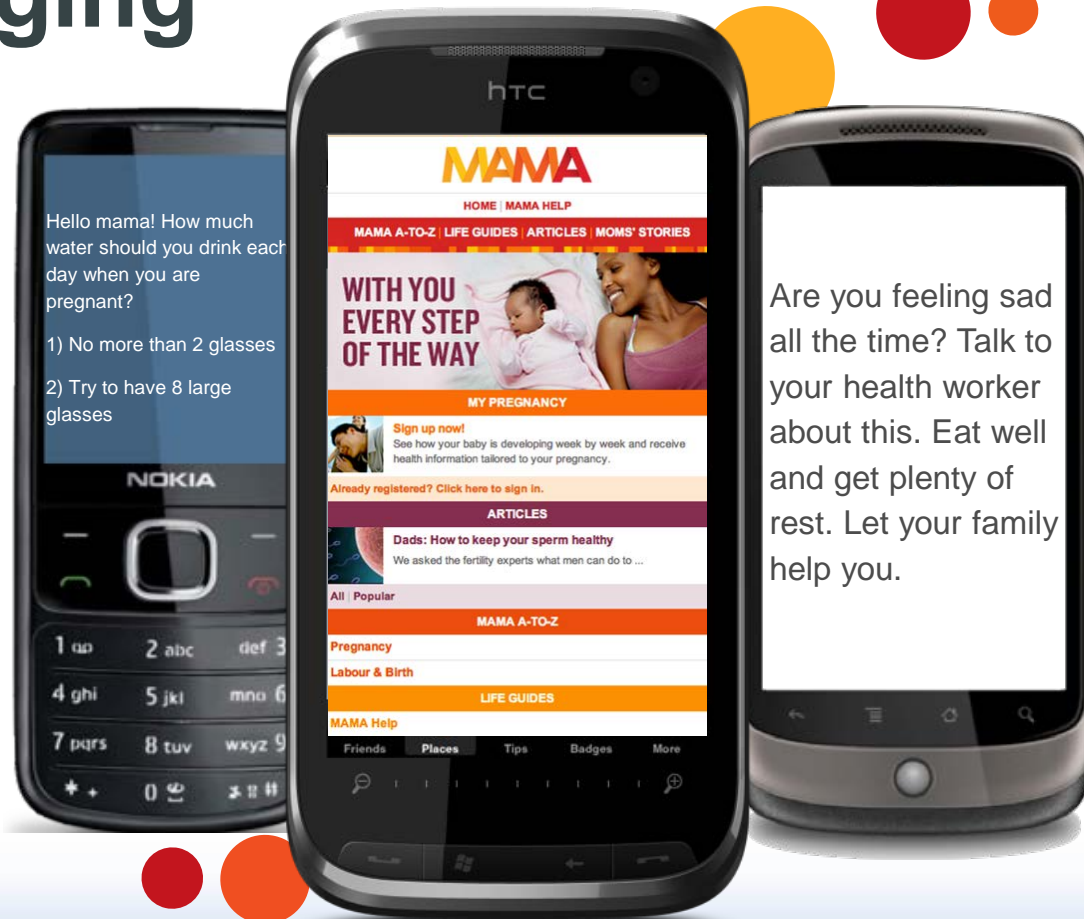 ging
Hello mama! How much
water should you drink each
day when you are
pregnant?
1) No more than 2 glasses
2) Try to have 8 large
glasses
NOKIA
1
2 abc
def 3
4 ghi
5 jkl
mno 6
7 pqrs
8 tuv
wxyz 9
* +
0
#
hTC
MAMA
HOME | MAMA HELP
MAMA A-TO-Z | LIFE GUIDES | ARTICLES | MOMS' STORIES
WITH YOU
EVERY STEP
OF THE WAY
MY PREGNANCY
Sign up now!
See how your baby is developing week by week and receive
health information tailored to your pregnancy.
Already registered? Click here to sign in.
ARTICLES
Dads: How to keep your sperm healthy
We asked the fertility experts what men can do to ...
All | Popular
MAMA A-TO-Z
Pregnancy
Labour & Birth
LIFE GUIDES
MAMA Help
Friends Places Tips Badges More
Are you feeling sad
all the time? Talk to
your health worker
about this. Eat well
and get plenty of
rest. Let your family
help you.